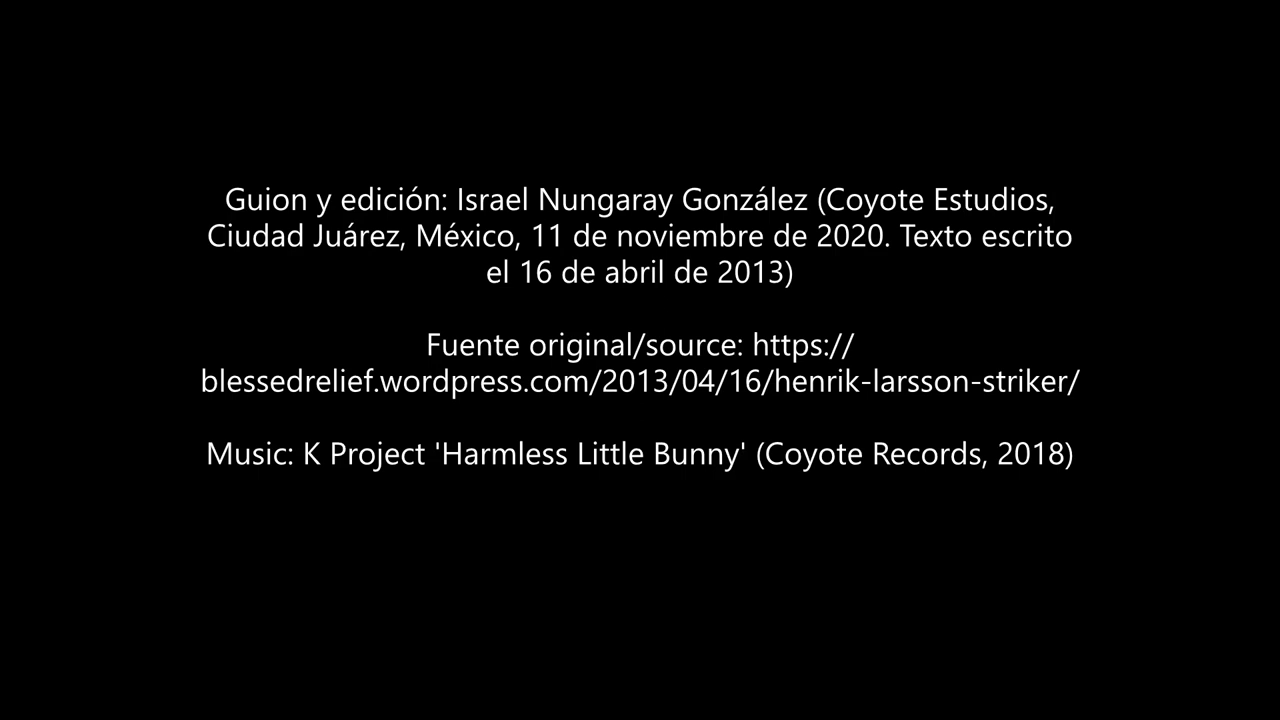 Guion y edición: Israel Nungaray González (Coyote Estudios,
Ciudad Juárez, México, 11 de noviembre de 2020. Texto escrito
el 16 de abril de 2013)
Fuente original/source: https://
blessedrelief.wordpress.com/2013/04/16/henrik-larsson-striker/
Music: K Project 'Harmless Little Bunny' (Coyote Records, 2018)